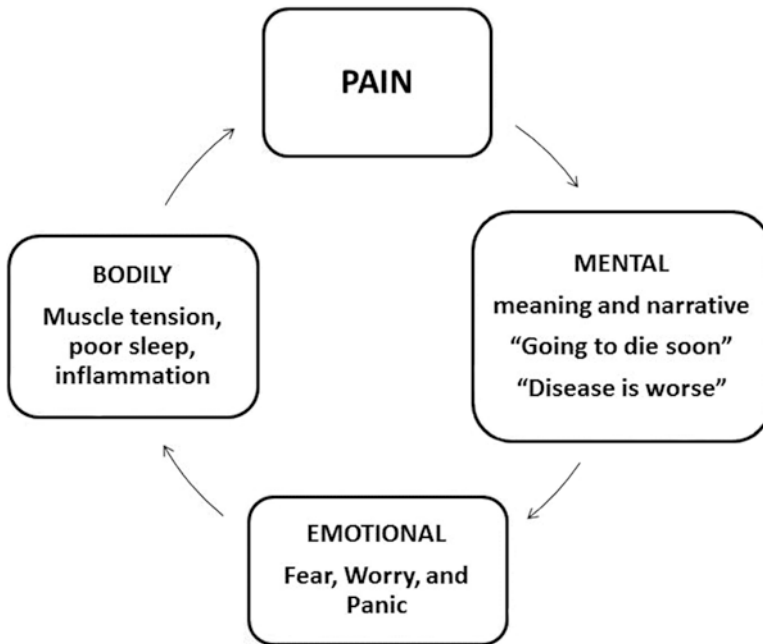 PAIN
MENTAL
meaning and narrative
“Going to die soon”
“Disease is worse”
EMOTIONAL
Fear, Worry, and
Panic
BODILY
Muscle tension,
poor sleep,
inflammation